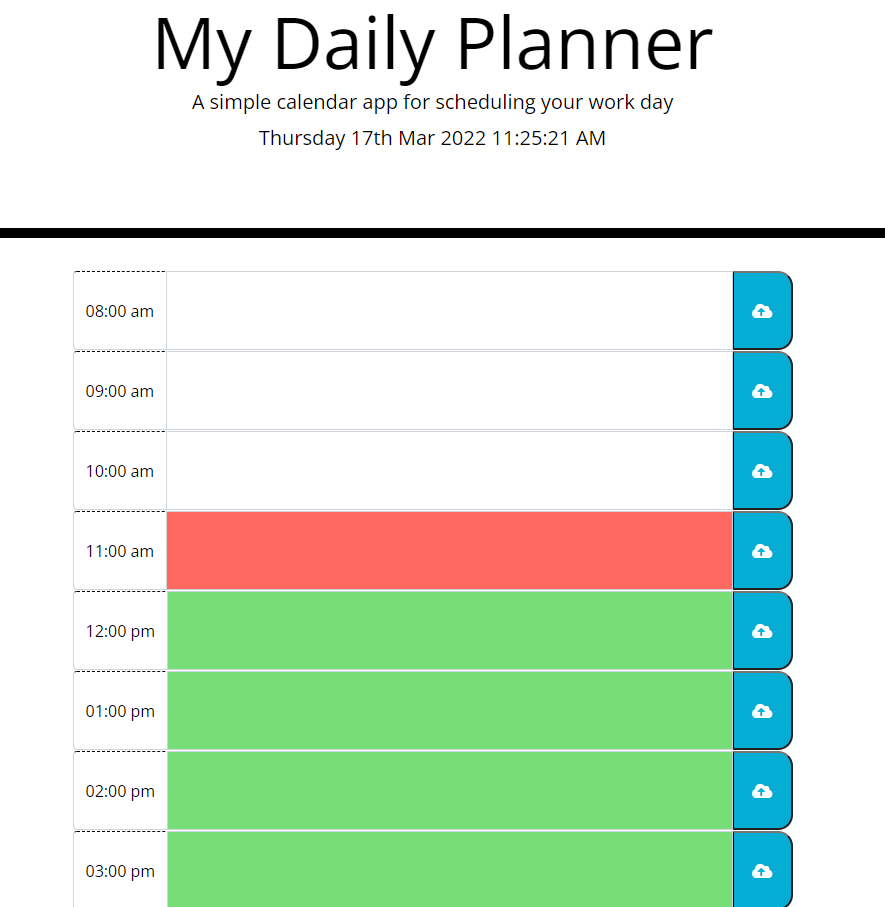 My Daily Planner
A simple calendar app for scheduling your work day
Thursday 17th Mar 2022 11:25:21 AM
08:00 am
09:00 am
10:00 am
11:00 am
12:00 pm
01:00 pm
02:00 pm
03:00 pm